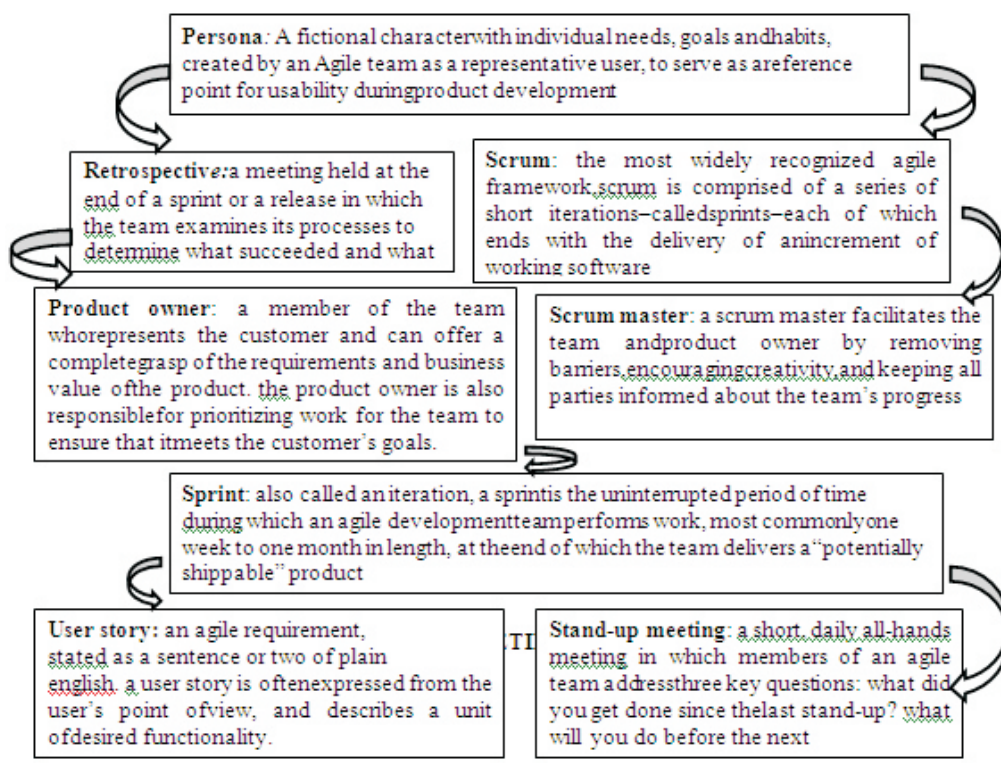 Persona: A fictional characterwith individual needs, goals andhabits,
created by an Agile team as a representative user, to serve as areference
point for usability duringproduct development
Retrospective:a meeting held at the
end of a sprint or a release in which
the team examines its processes to
determine what succeeded and what
Scrum: the most widely recognized agile
framework,scrum is comprised of a series of
short iterations–calledsprints–each of which
ends with the delivery of anincrement of
working software
Product owner: a member of the team
whorepresents the customer and can offer a
completegrasp of the requirements and business
value ofthe product. the product owner is also
responsiblefor prioritizing work for the team to
ensure that itmeets the customer's goals.
Scrum master: a scrum master facilitates the
team andproduct owner by removing
barriers,encouragingcreativity,and keeping all
parties informed about the team's progress
Sprint: also called an iteration, a sprintis the uninterrupted period of time
during which an agile developmentteamperforms work, most commonlyone
week to one month in length, at theend of which the team delivers a“potentially
shippable” product
User story: an agile requirement,
stated as a sentence or two of plain
english. a user story is oftenexpressed from the
user's point ofview, and describes a unit
ofdesired functionality.
Stand-up meeting: a short, daily all-hands
meeting in which members of an agile
team addressthree key questions: what did
you get done since thelast stand-up? what
will you do before the next